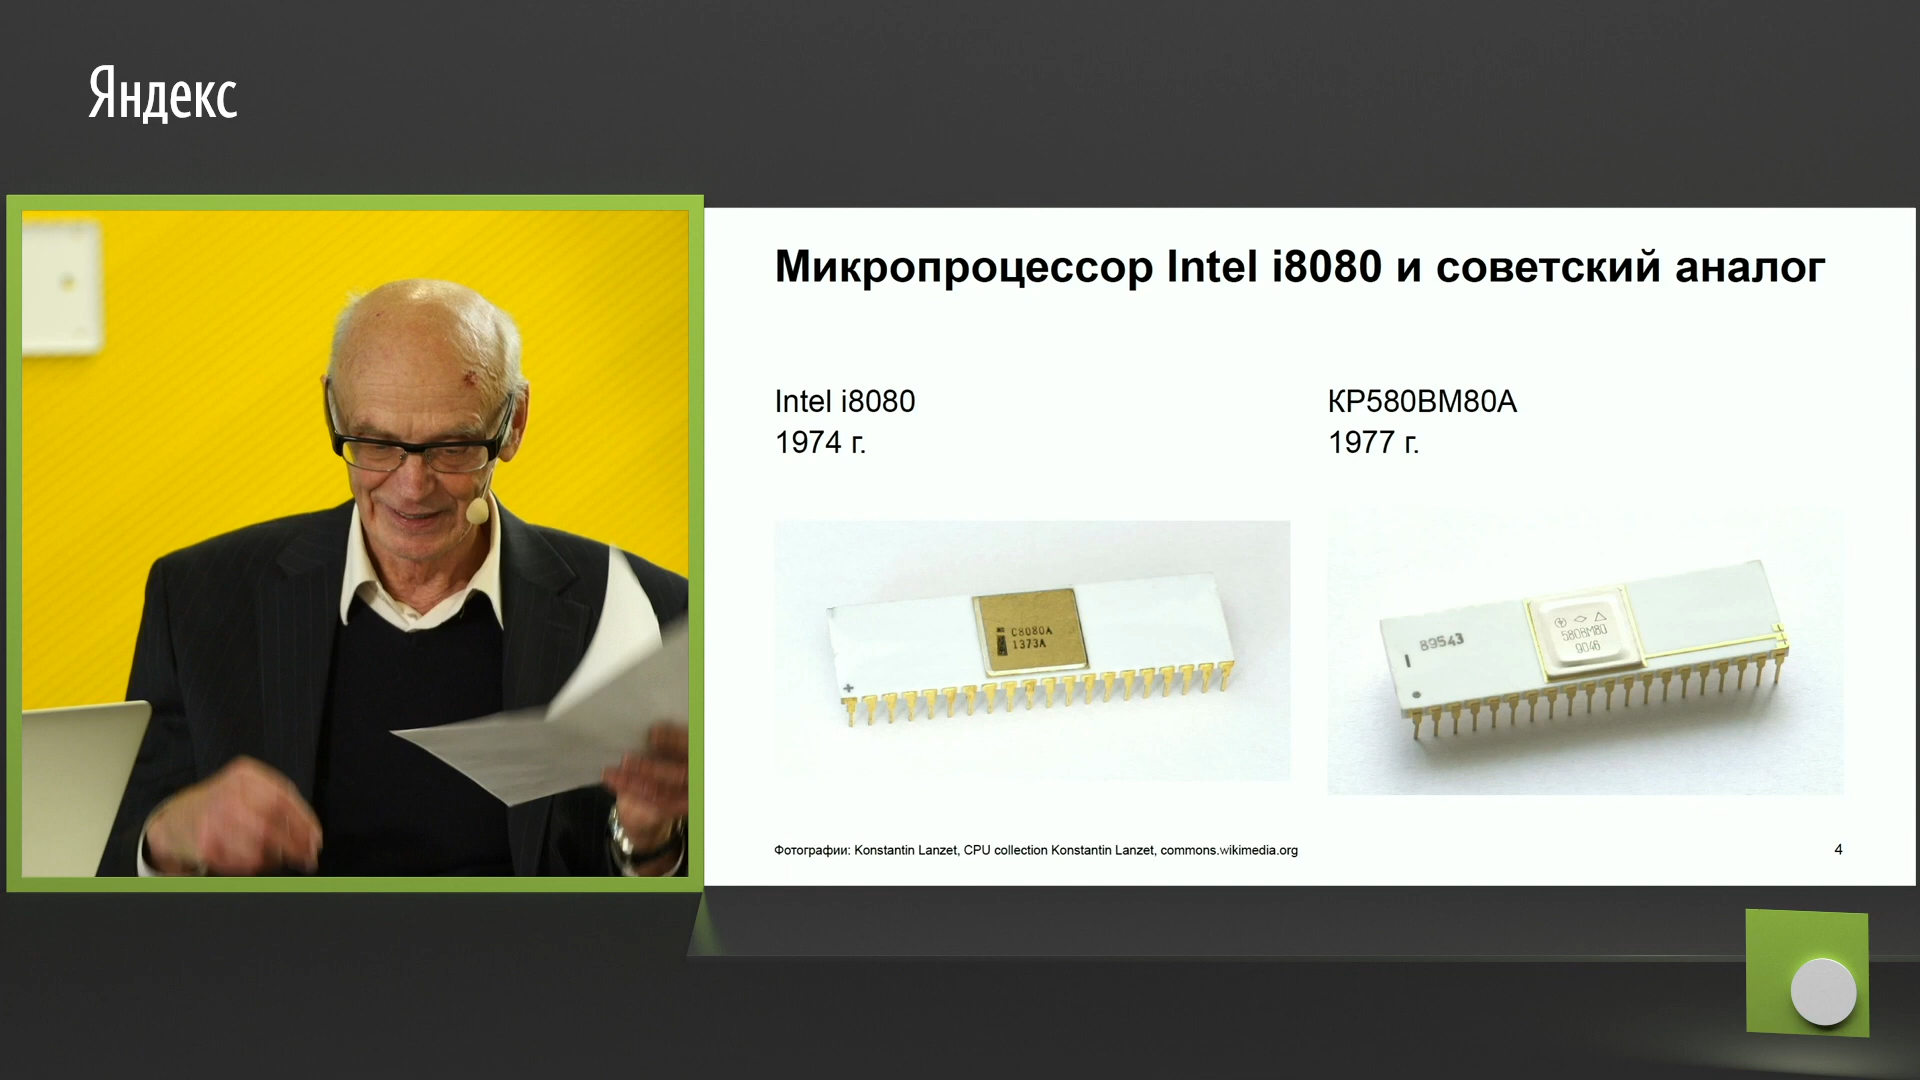 Яндекс
Микропроцессор Intel i8080 и советский аналог
Intel i8080
1974 г.
КР580ВМ80А
1977 г.
C8080A
1373A
89543
580ВМ80
9046
Фотографии: Konstantin Lanzet, CPU collection Konstantin Lanzet, commons.wikimedia.org
4